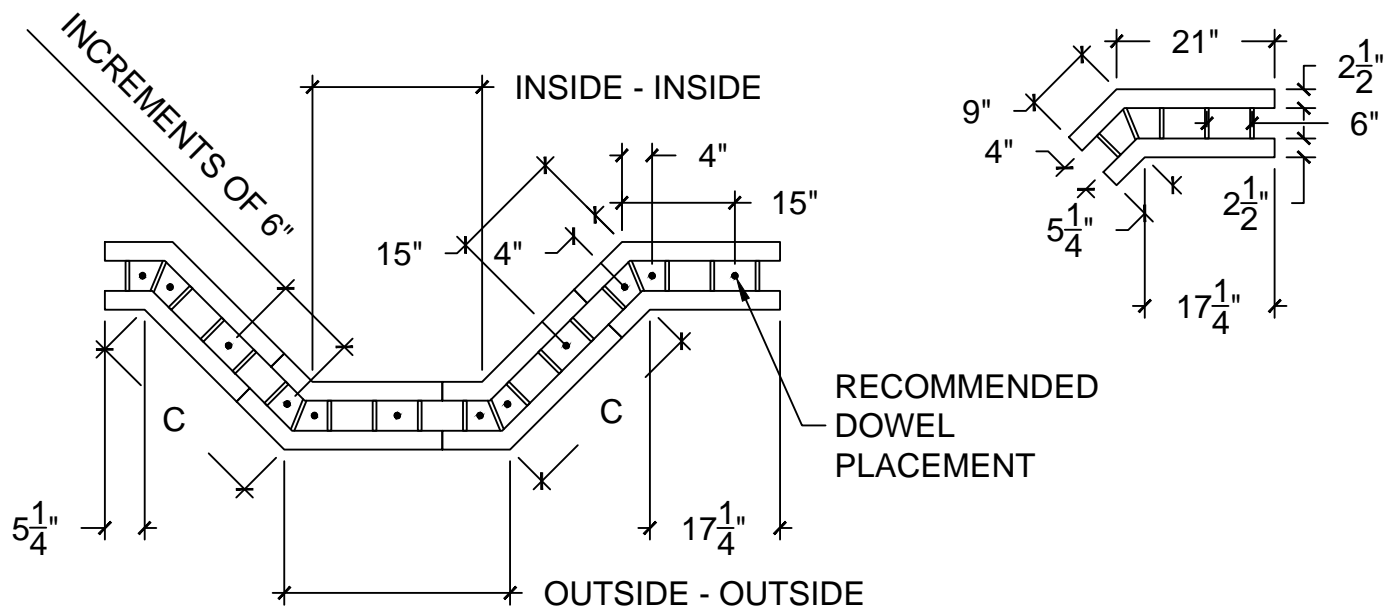 INCREMENTS OF 6"
INSIDE - INSIDE
4"
15"
15"
4"
C
C
5 1/4"
17 1/4"
OUTSIDE - OUTSIDE
RECOMMENDED
DOWEL
PLACEMENT
21"
2 1/2"
9"
6"
4"
2 1/2"
5 1/4"
17 1/4"